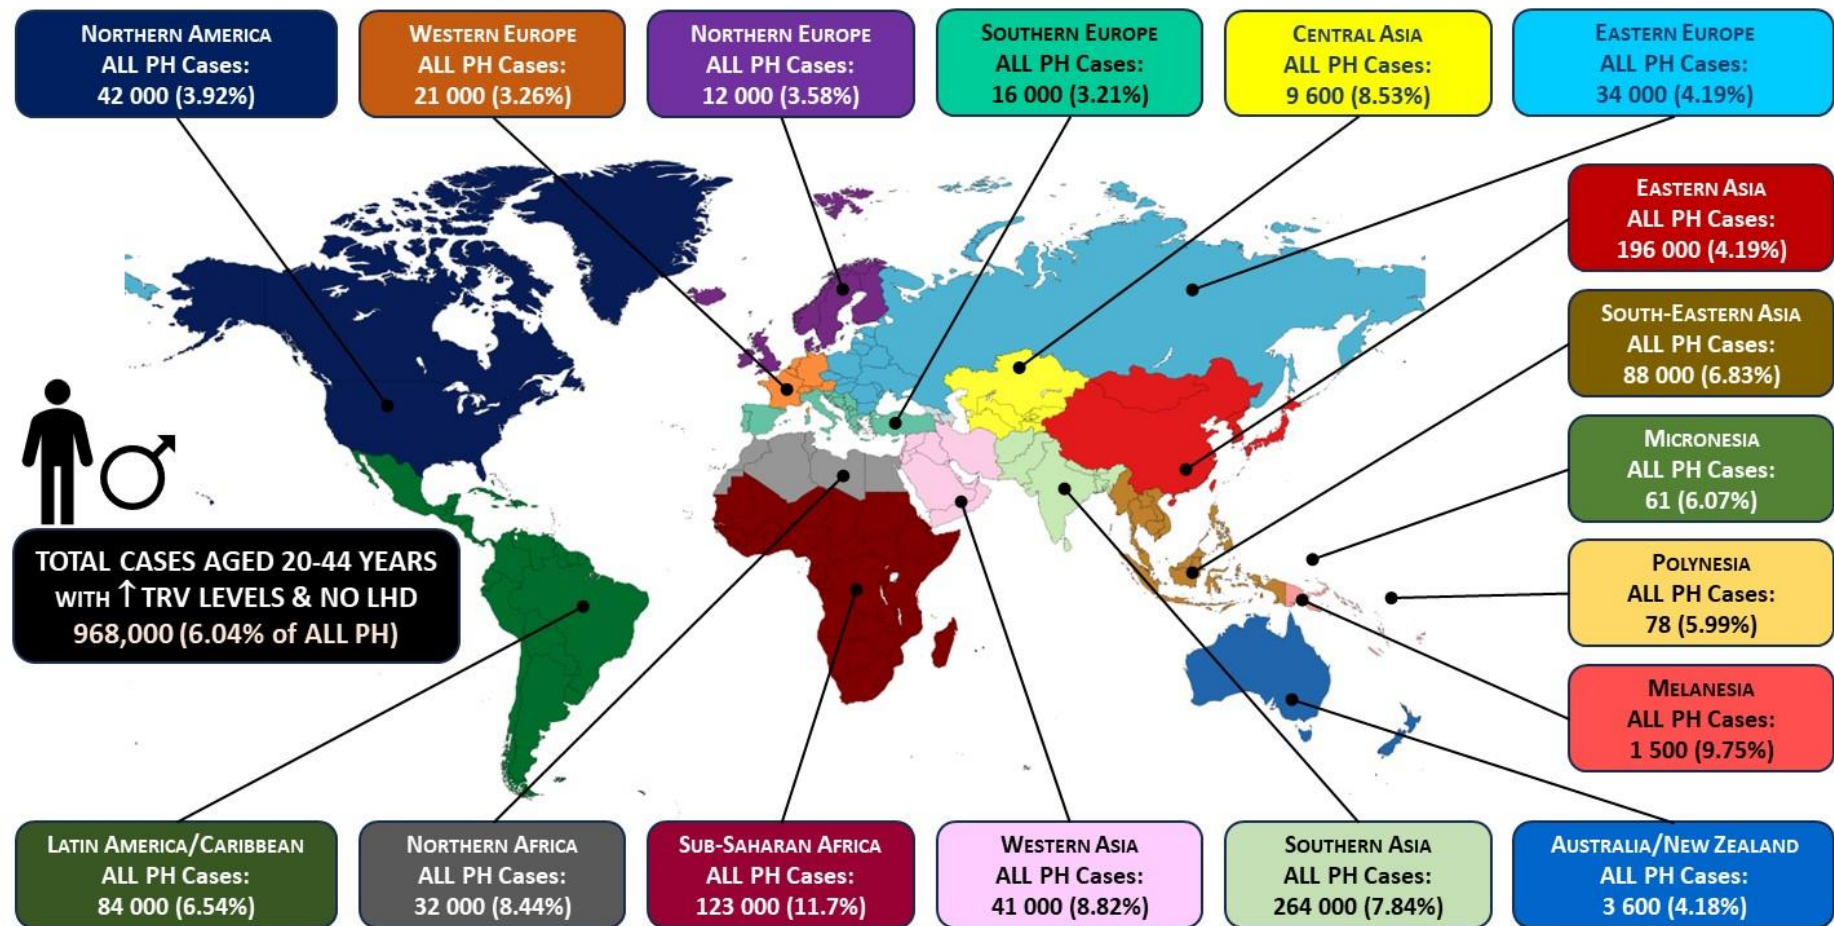 NORTHERN AMERICA
ALL PH Cases:
42 000 (3.92%)
WESTERN EUROPE
ALL PH Cases:
21 000 (3.26%)
NORTHERN EUROPE
ALL PH Cases:
12 000 (3.58%)
SOUTHERN EUROPE
ALL PH Cases:
16 000 (3.21%)
CENTRAL ASIA
ALL PH Cases:
9 600 (8.53%)
EASTERN EUROPE
ALL PH Cases:
34 000 (4.19%)
EASTERN ASIA
ALL PH Cases:
196 000 (4.19%)
SOUTH-EASTERN ASIA
ALL PH Cases:
88 000 (6.83%)
MICRONESIA
ALL PH Cases:
61 (6.07%)
POLYNESIA
ALL PH Cases:
78 (5.99%)
MELANESIA
ALL PH Cases:
1 500 (9.75%)
TOTAL CASES AGED 20-44 YEARS
WITH ↑ TRV LEVELS & NO LHD
968,000 (6.04% of ALL PH)
LATIN AMERICA/CARIBBEAN
ALL PH Cases:
84 000 (6.54%)
NORTHERN AFRICA
ALL PH Cases:
32 000 (8.44%)
SUB-SAHARAN AFRICA
ALL PH Cases:
123 000 (11.7%)
WESTERN ASIA
ALL PH Cases:
41 000 (8.82%)
SOUTHERN ASIA
ALL PH Cases:
264 000 (7.84%)
AUSTRALIA/NEW ZEALAND
ALL PH Cases:
3 600 (4.18%)